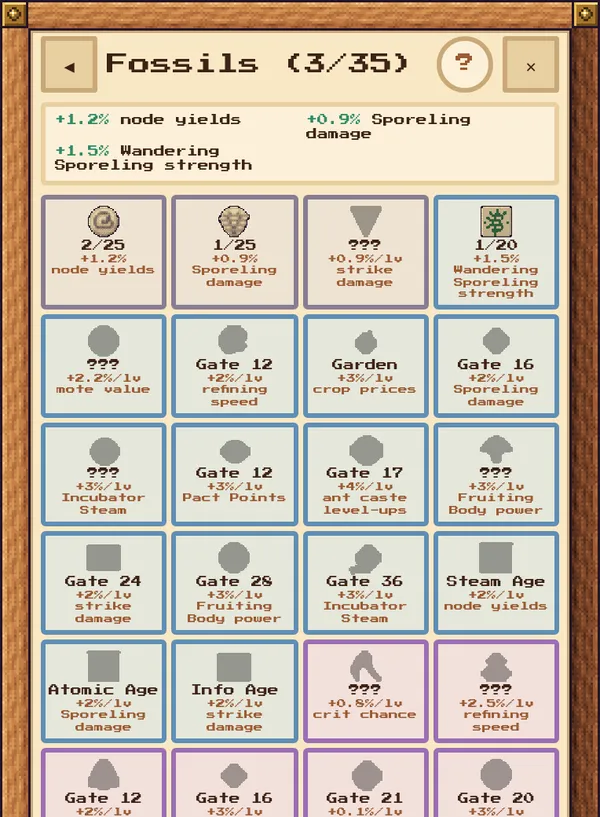 ◄ Fossils (3/35) ? ×
+1.2% node yields
+0.9% Sporeling
damage
+1.5% Wandering
Sporeling strength
2/25
+1.2%
node yields
1/25
+0.9%
Sporeling
damage
???
+0.9%/lv
strike
damage
1/20
+1.5%
Wandering
Sporeling
strength
???
+2.2%/lv
mote value
Gate 12
+2%/lv
refining
speed
Garden
+3%/lv
crop prices
Gate 16
+2%/lv
Sporeling
damage
???
+3%/lv
Incubator
Steam
Gate 12
+3%/lv
Pact Points
Gate 17
+4%/lv
ant caste
level-ups
???
+3%/lv
Fruiting
Body power
Gate 24
+2%/lv
strike
damage
Gate 28
+3%/lv
Fruiting
Body power
Gate 36
+3%/lv
Incubator
Steam
Steam Age
+2%/lv
node yields
Atomic Age
+2%/lv
Sporeling
damage
Info Age
+2%/lv
strike
damage
???
+0.8%/lv
crit chance
???
+2.5%/lv
refining
speed
Gate 12
+2%/lv
Gate 16
+3%/lv
Gate 21
+0.1%/lv
Gate 20
+3%/lv